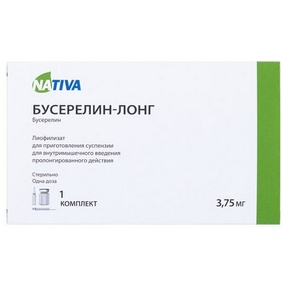 NATIVA
БУСЕРЕЛИН-ЛОНГ
Бусерелин
Лиофилизат
для приготовления суспензии
для внутримышечного введения
пролонгированного действия
Стерильно
Одна доза
1
КОМПЛЕКТ
3,75 мг